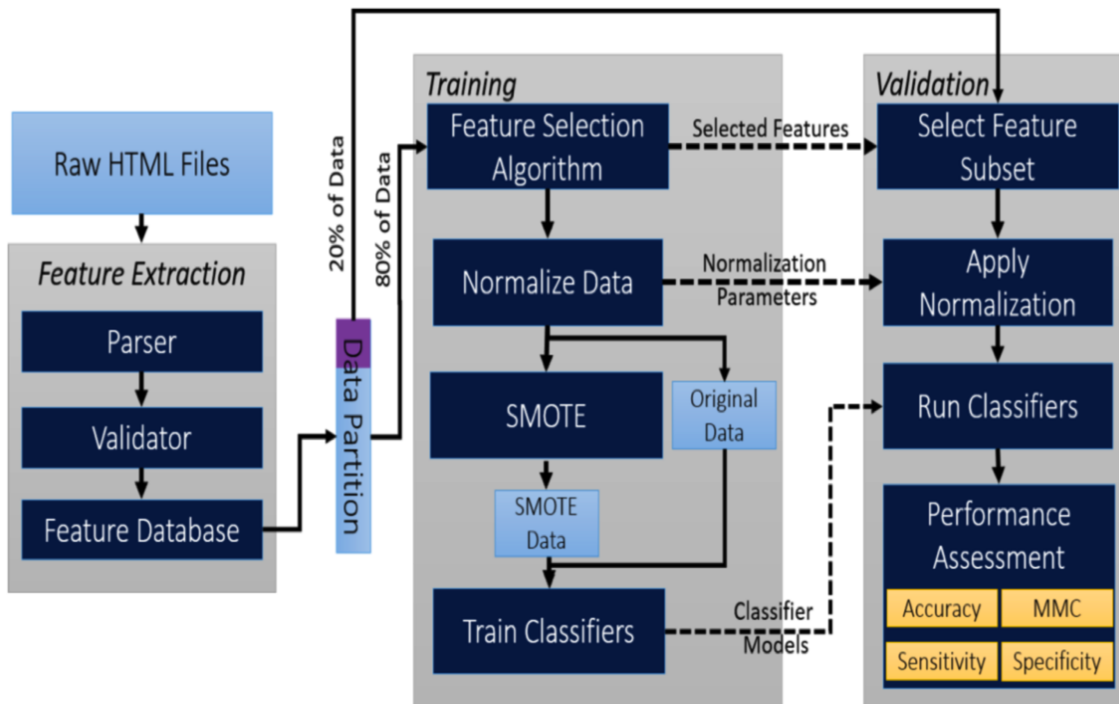 Raw HTML Files
Feature Extraction
Parser
Validator
Feature Database
Data Partition
20% of Data
80% of Data
Training
Feature Selection
Algorithm
Normalize Data
SMOTE
Original
Data
SMOTE
Data
Train Classifiers
Selected Features
Normalization
Parameters
Classifier
Models
Validation
Select Feature
Subset
Apply
Normalization
Run Classifiers
Performance
Assessment
Accuracy
MMC
Sensitivity
Specificity